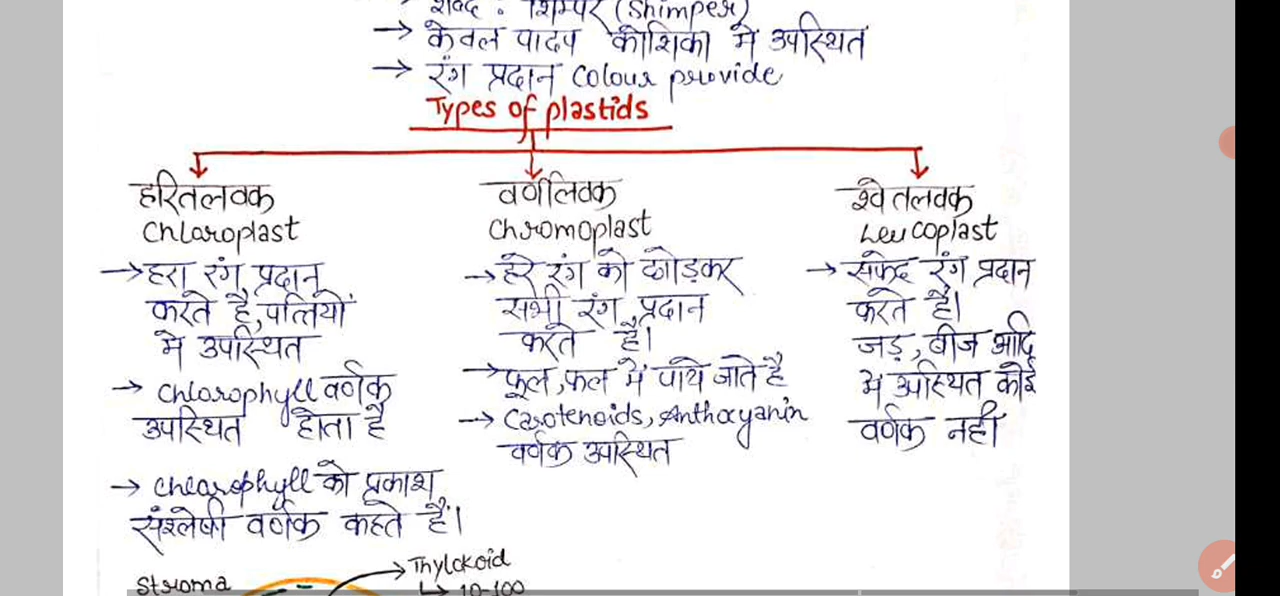 शब्द : शिम्पर (Shimper)
→ केवल पादप कोशिका मे उपस्थित
→ रंग प्रदान Colour provide
Types of plastids
हरितलवक
Chloroplast
→ हरा रंग प्रदान
करते है, पत्तियों
मे उपस्थित
→ Chlorophyll वर्णक
उपस्थित होता है
→ Chlorophyll को प्रकाश
संश्लेषी वर्णक कहते हैं।
वर्णीलवक
Chromoplast
→ हरे रंग को छोड़कर
सभी रंग प्रदान
करते है।
→ फूल, फल में पाये जाते है
→ Carotenoids, Anthocyanin
वर्णक उपस्थित
श्वेतलवक
Leucoplast
→ सफेद रंग प्रदान
करते है।
जड़, बीज आदि
में उपस्थित कोई
वर्णक नही
Stroma
Thylckoid
10-100